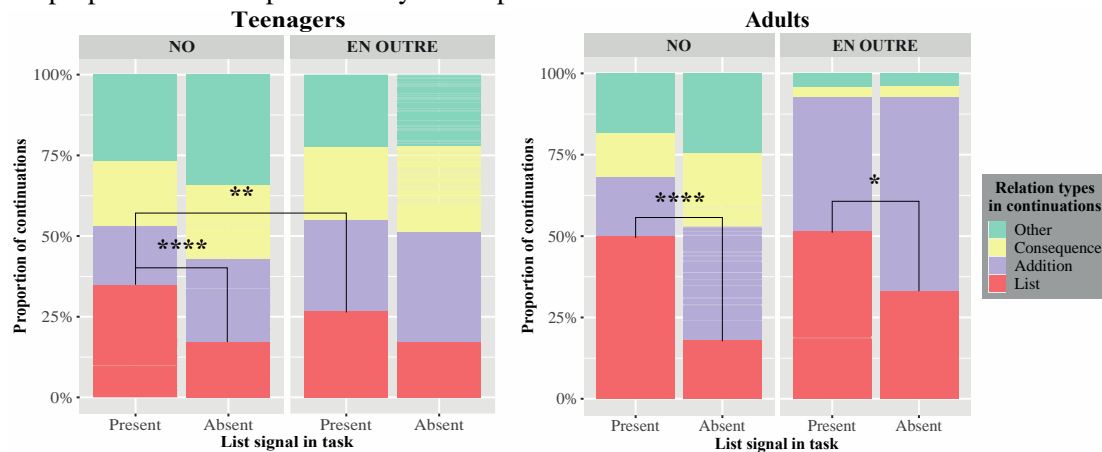 Teenagers
NO
EN OUTRE
100%
75%
50%
25%
0%
Proportion of continuations
**
****
Present
Absent
Present
Absent
List signal in task
Adults
NO
EN OUTRE
100%
75%
50%
25%
0%
Proportion of continuations
****
*
Present
Absent
Present
Absent
List signal in task
Relation types
in continuations
Other
Consequence
Addition
List